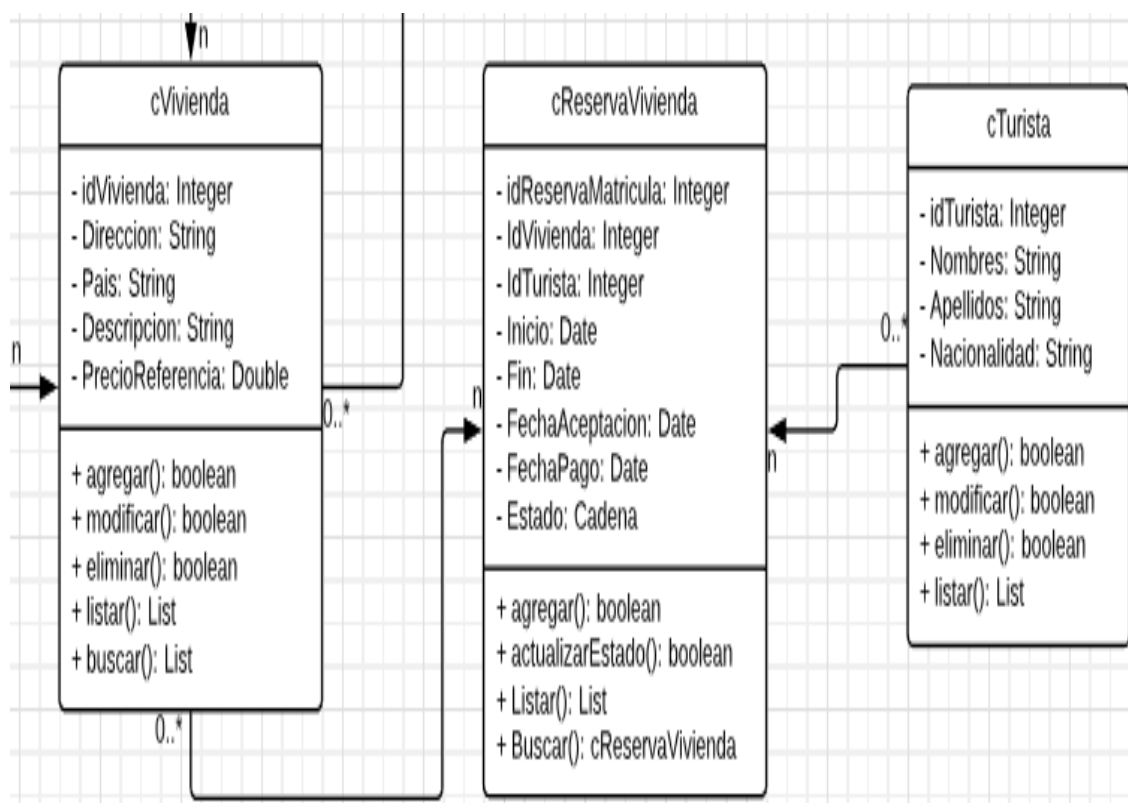 n
cVivienda
- idVivienda: Integer
- Direccion: String
- Pais: String
- Descripcion: String
- PrecioReferencia: Double
n
0..*
+ agregar(): boolean
+ modificar(): boolean
+ eliminar(): boolean
+ listar(): List
+ buscar(): List
0..*
cReservaVivienda
- idReservaMatricula: Integer
- IdVivienda: Integer
- IdTurista: Integer
- Inicio: Date
- Fin: Date
- FechaAceptacion: Date
- FechaPago: Date
- Estado: Cadena
n
n
+ agregar(): boolean
+ actualizarEstado(): boolean
+ Listar(): List
+ Buscar(): cReservaVivienda
cTurista
- idTurista: Integer
- Nombres: String
- Apellidos: String
- Nacionalidad: String
0..*
+ agregar(): boolean
+ modificar(): boolean
+ eliminar(): boolean
+ listar(): List